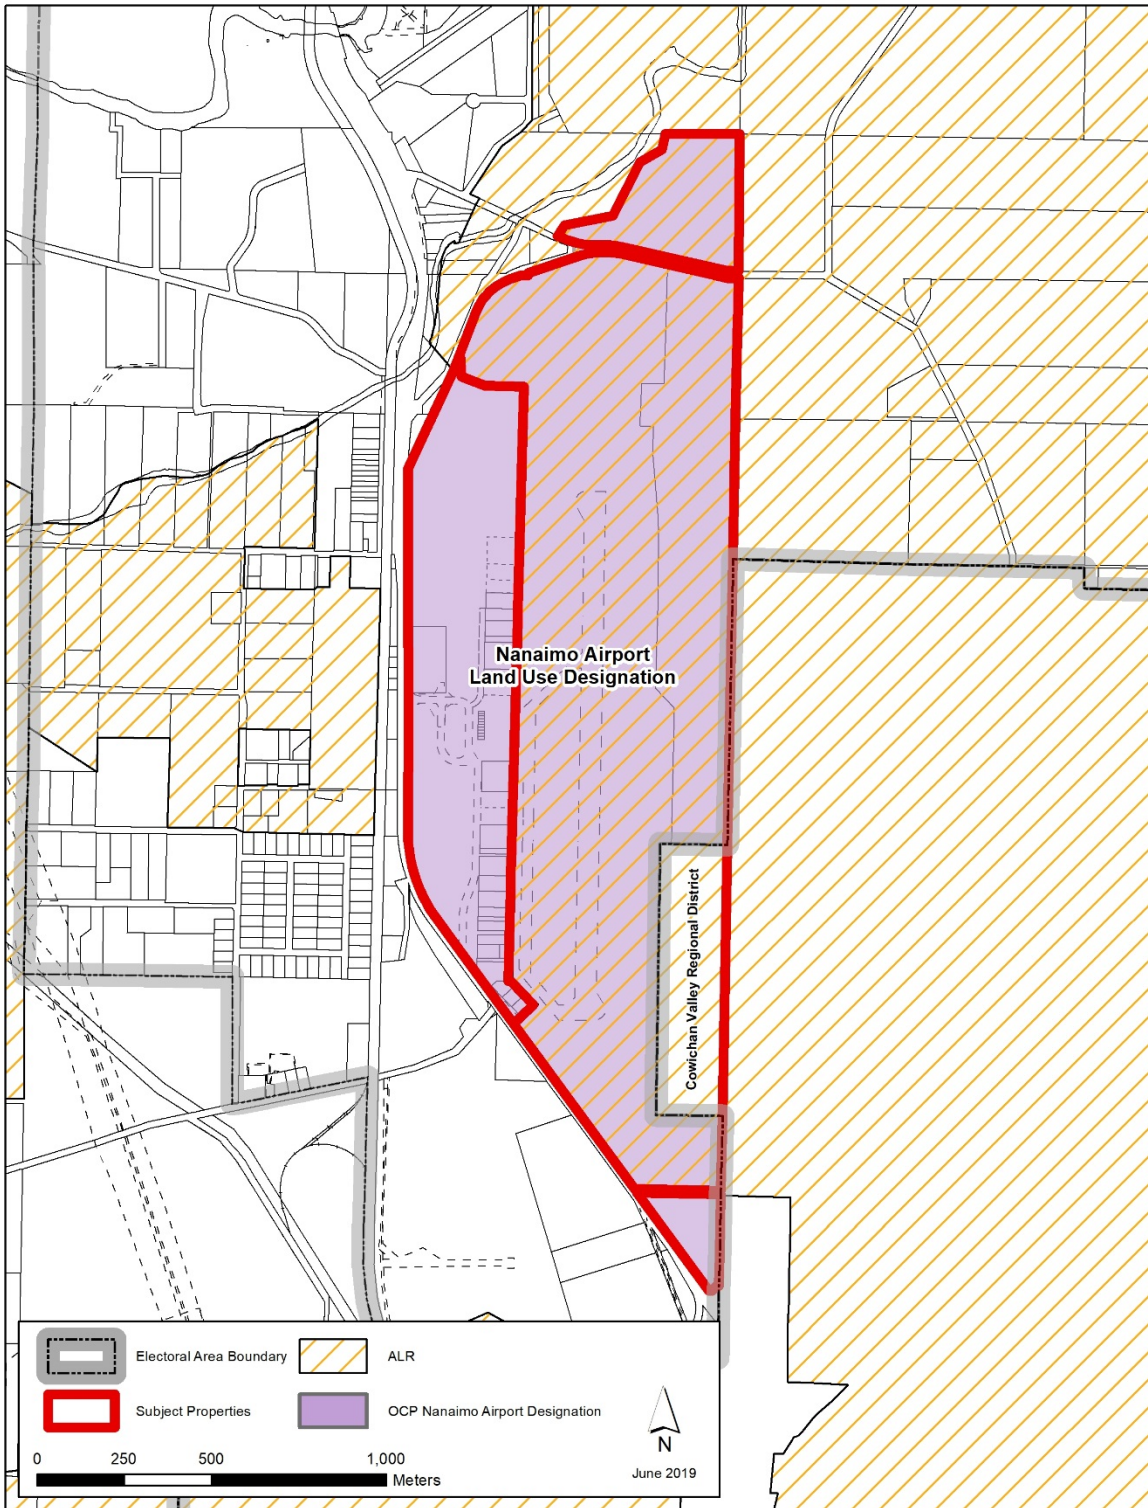 Nanaimo Airport
Land Use Designation
Cowichan Valley Regional District
Electoral Area Boundary
ALR
Subject Properties
OCP Nanaimo Airport Designation
0 250 500 1,000
Meters
N
June 2019